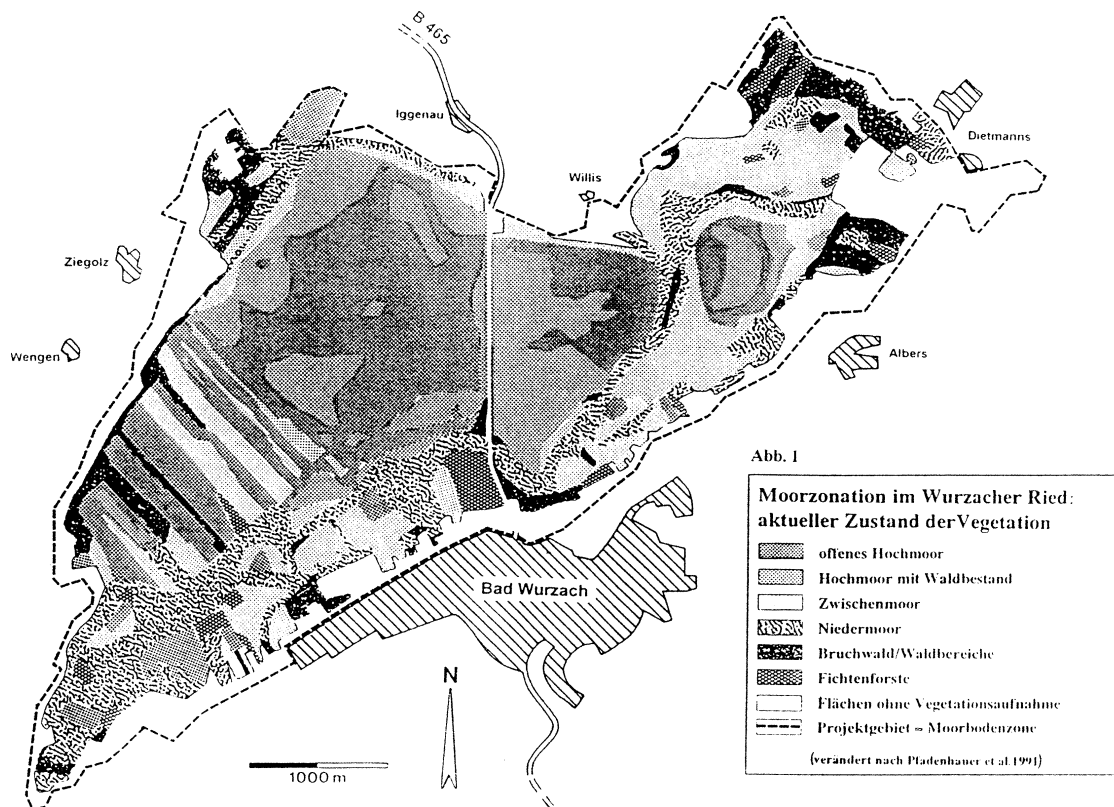 B 465
Iggenau
Willis
Dietmanns
Ziegolz
Wengen
Albers
Bad Wurzach
N
1000 m
Abb. 1
Moorzonation im Wurzacher Ried:
aktueller Zustand der Vegetation
offenes Hochmoor
Hochmoor mit Waldbestand
Zwischenmoor
Niedermoor
Bruchwald/Waldbereiche
Fichtenforste
Flächen ohne Vegetationsaufnahme
Projektgebiet = Moorbodenzone
(verändert nach Pfadenhauer et al. 1991)